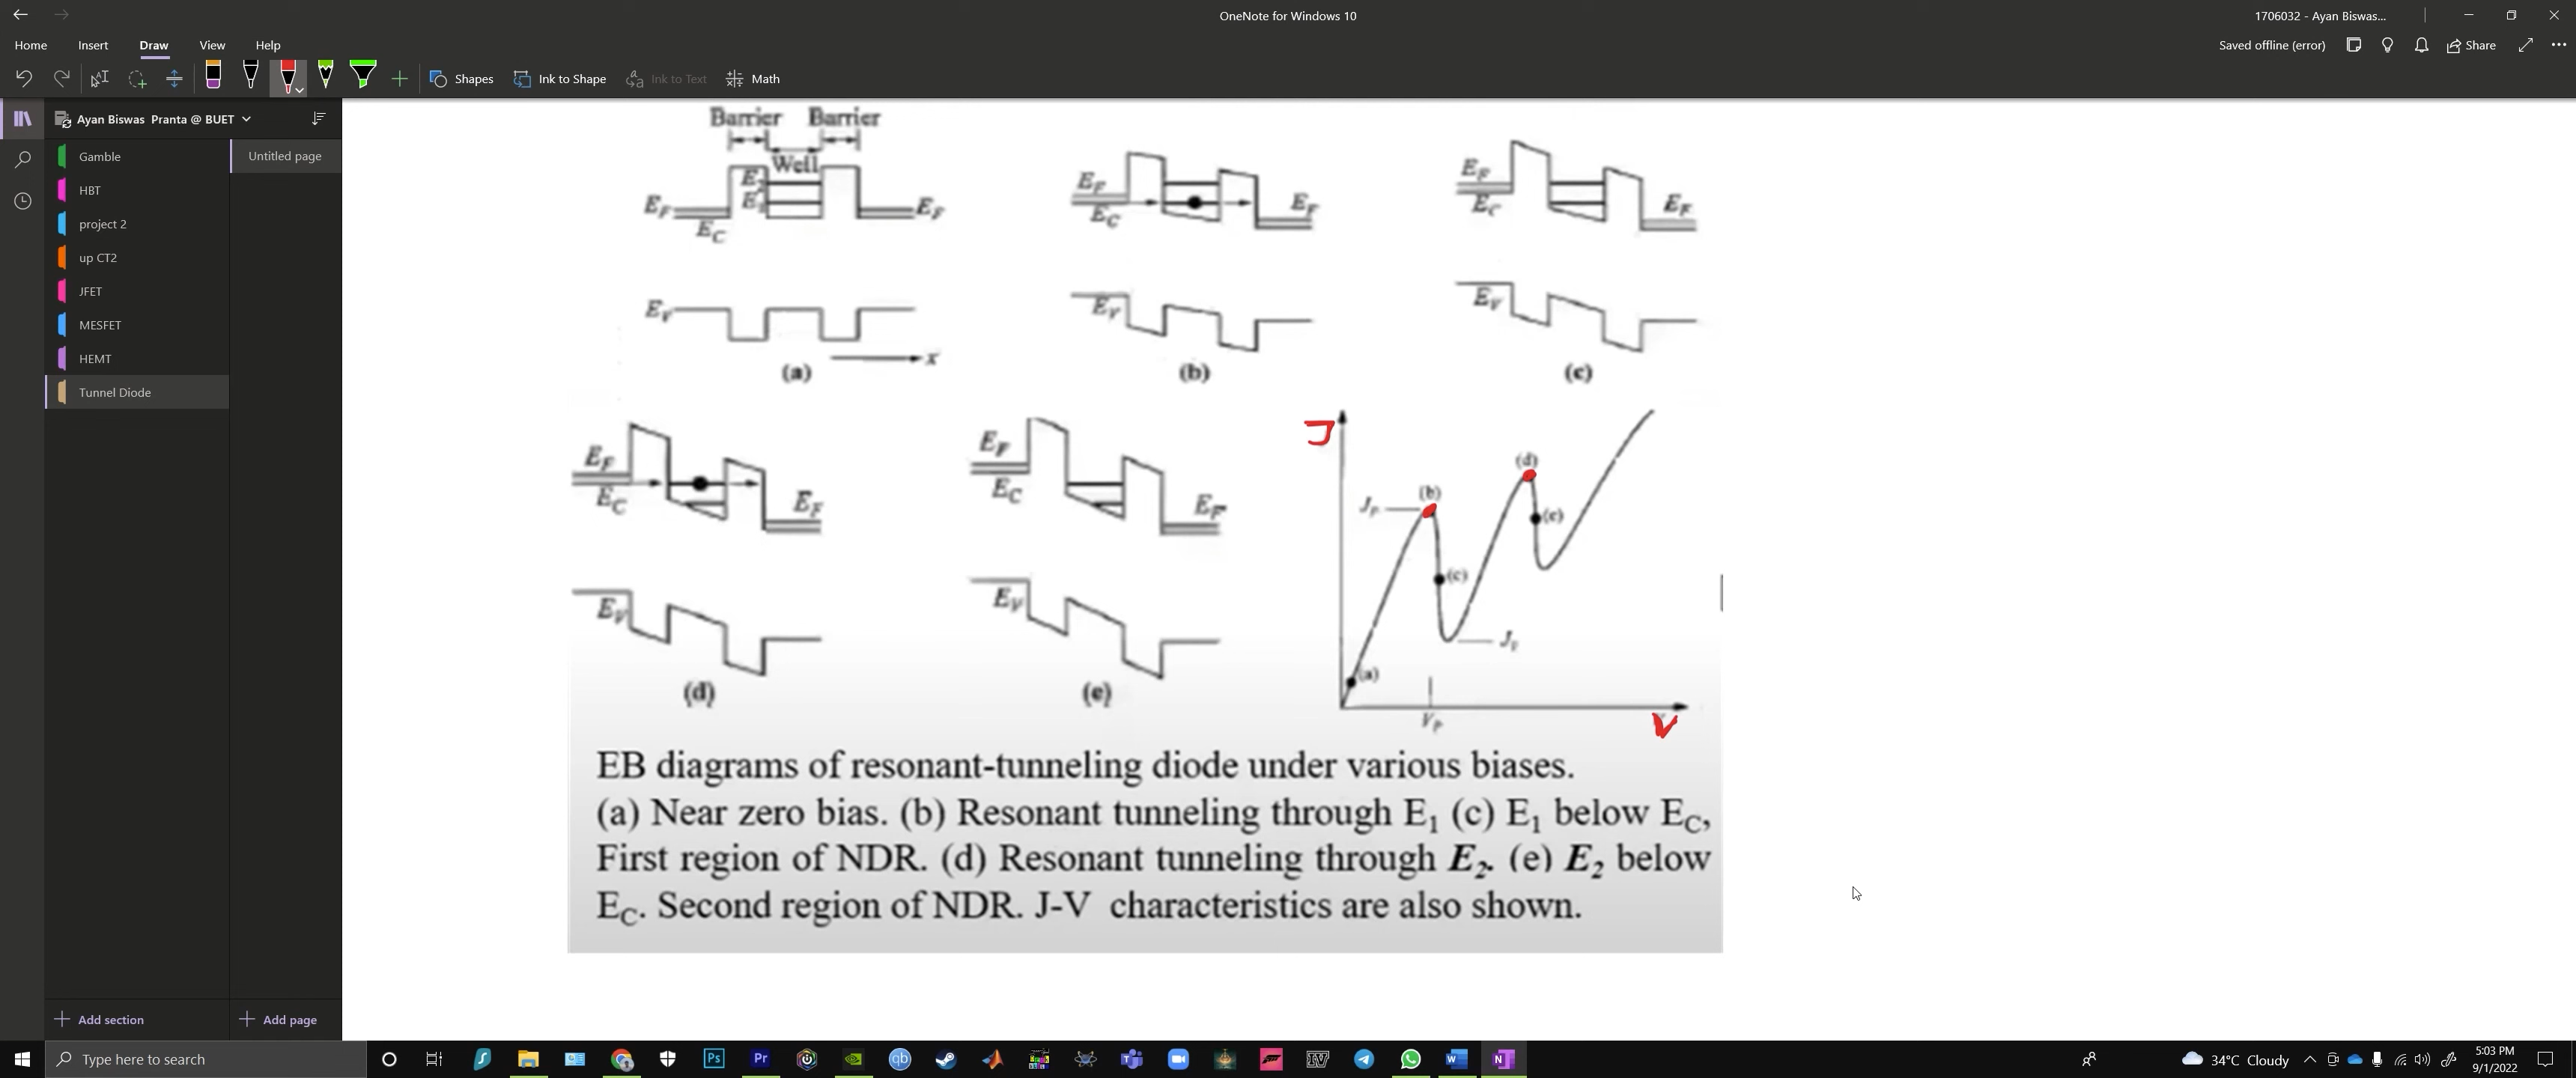 OneNote for Windows 10
1706032 - Ayan Biswas...
Home Insert Draw View Help
Saved offline (error) Share
Shapes Ink to Shape Ink to Text Math
Ayan Biswas Pranta @ BUET
Gamble
HBT
project 2
up CT2
JFET
MESFET
HEMT
Tunnel Diode
Untitled page
Barrier Barrier
Well
E2
E1
EF EF
EC
EV
x
(a)
EF
EC
EF
EV
(b)
EF
EC
EF
EV
(c)
EF
EC
EF
EV
(d)
EF
EC
EF
EV
(e)
J
(d)
(b)
JP
(e)
(c)
(a)
VP
V
EB diagrams of resonant-tunneling diode under various biases.
(a) Near zero bias. (b) Resonant tunneling through E1 (c) E1 below EC,
First region of NDR. (d) Resonant tunneling through E2. (e) E2 below
EC. Second region of NDR. J-V characteristics are also shown.
Add section
Add page
Type here to search
34°C Cloudy
5:03 PM
9/1/2022